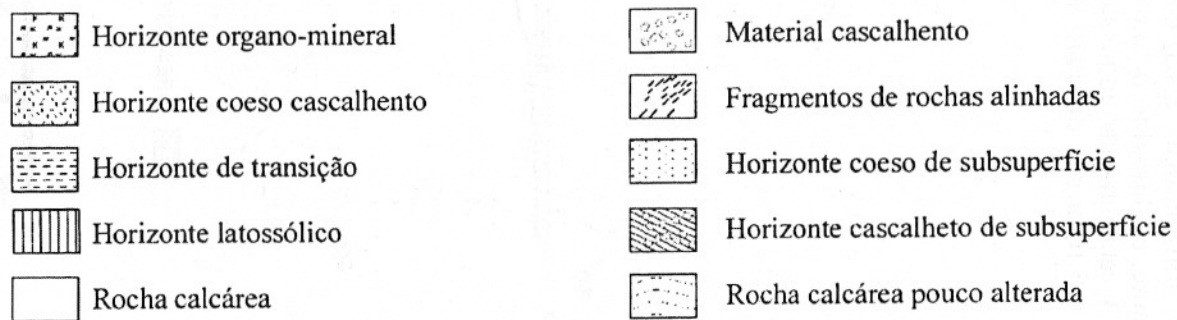 Horizonte organo-mineral
Horizonte coeso cascalhento
Horizonte de transição
Horizonte latossólico
Rocha calcárea
Material cascalhento
Fragmentos de rochas alinhadas
Horizonte coeso de subsuperfície
Horizonte cascalheto de subsuperfície
Rocha calcárea pouco alterada